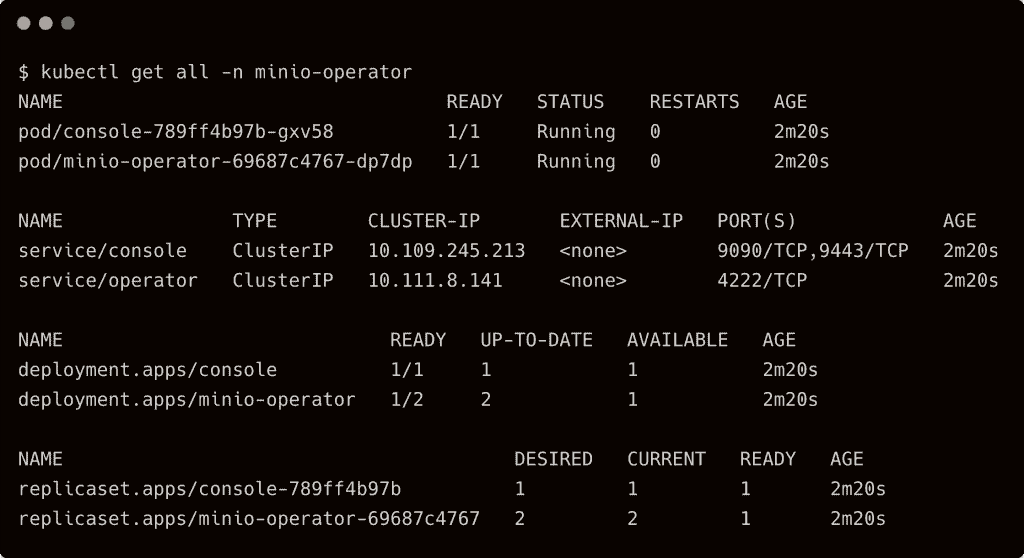 $ kubectl get all -n minio-operator
NAME                                  READY   STATUS    RESTARTS   AGE
pod/console-789ff4b97b-gxv58          1/1     Running   0          2m20s
pod/minio-operator-69687c4767-dp7dp   1/1     Running   0          2m20s

NAME               TYPE        CLUSTER-IP       EXTERNAL-IP   PORT(S)             AGE
service/console    ClusterIP   10.109.245.213   <none>        9090/TCP,9443/TCP   2m20s
service/operator   ClusterIP   10.111.8.141     <none>        4222/TCP            2m20s

NAME                             READY   UP-TO-DATE   AVAILABLE   AGE
deployment.apps/console          1/1     1            1           2m20s
deployment.apps/minio-operator   1/2     2            1           2m20s

NAME                                        DESIRED   CURRENT   READY   AGE
replicaset.apps/console-789ff4b97b          1         1         1       2m20s
replicaset.apps/minio-operator-69687c4767   2         2         1       2m20s